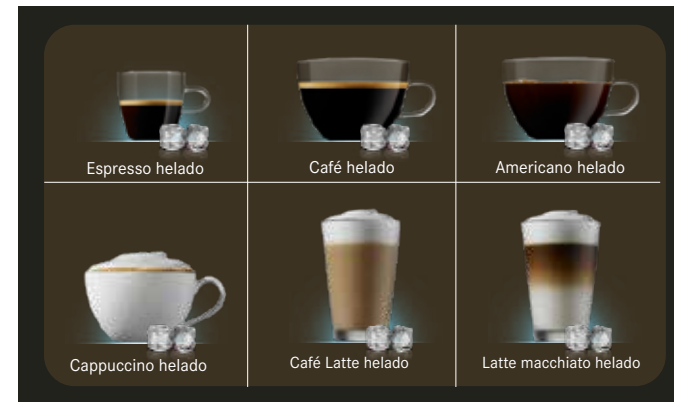 Espresso helado
Café helado
Americano helado
Cappuccino helado
Café Latte helado
Latte macchiato helado